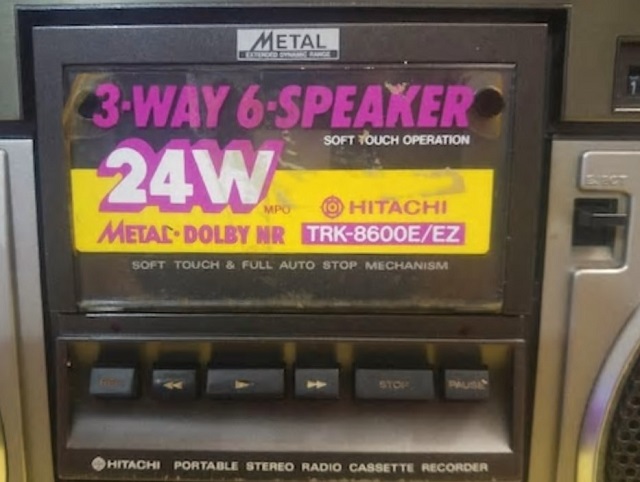 METAL
EXTENDED DYNAMIC RANGE
3-WAY 6-SPEAKER
SOFT TOUCH OPERATION
24W MPO
HITACHI
METAL·DOLBY NR TRK-8600E/EZ
SOFT TOUCH & FULL AUTO STOP MECHANISM
EJECT
STOP PAUSE
HITACHI PORTABLE STEREO RADIO CASSETTE RECORDER